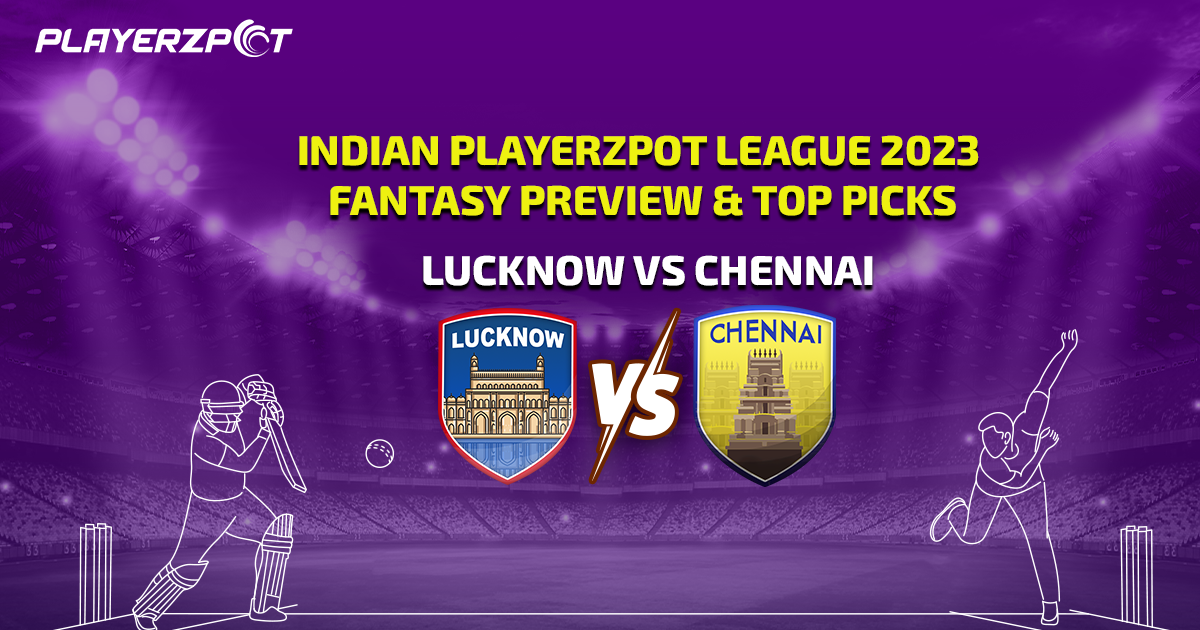 PLAYERZPOT
INDIAN PLAYERZPOT LEAGUE 2023
FANTASY PREVIEW & TOP PICKS
LUCKNOW VS CHENNAI
LUCKNOW
VS
CHENNAI